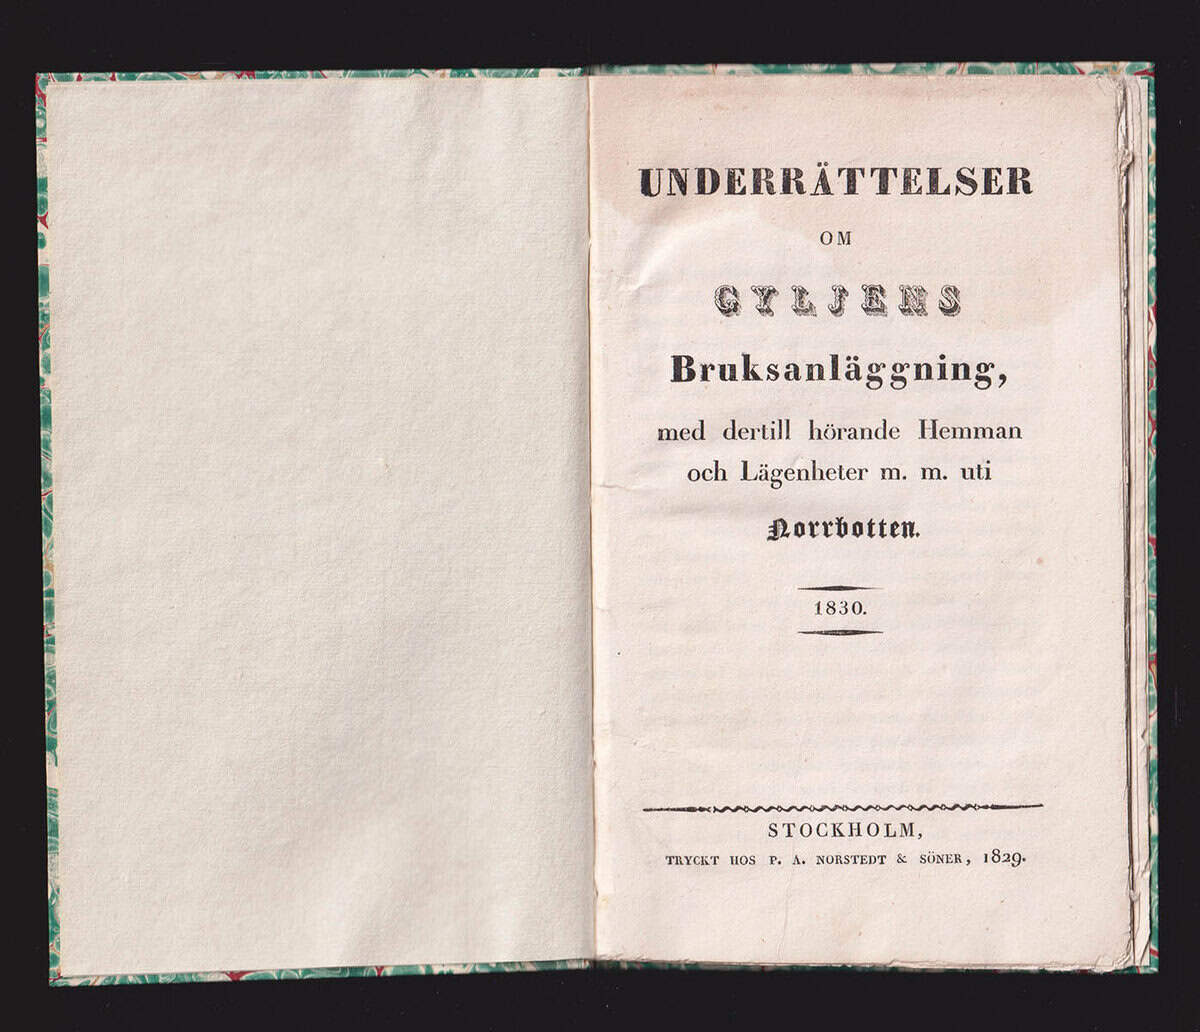 UNDERRÄTTELSER
OM
GYLJENS
Bruksanläggning,
med dertill hörande Hemman
och Lägenheter m. m. uti
Norrbotten.
1830.
STOCKHOLM,
TRYCKT HOS P. A. NORSTEDT & SÖNER, 1829.